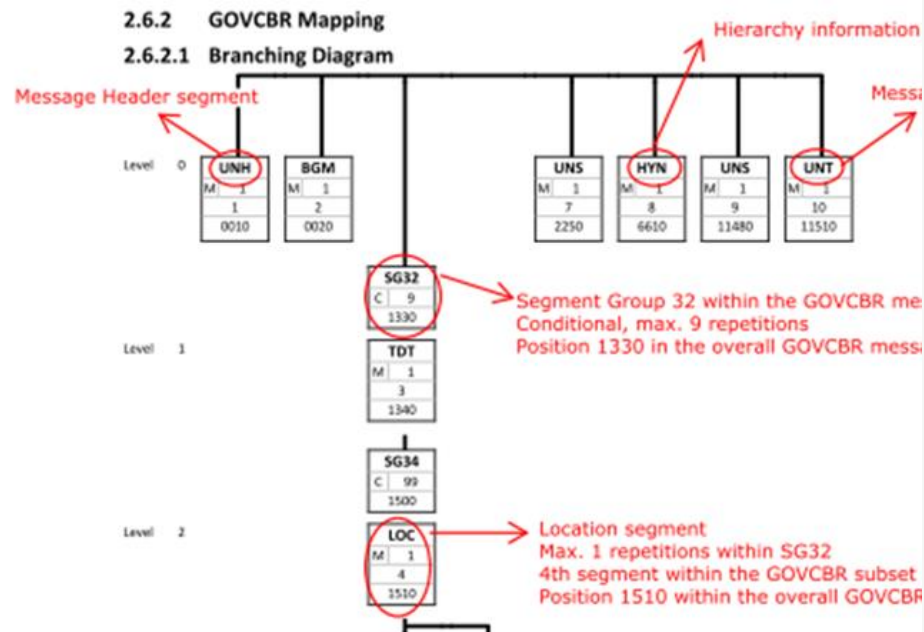 2.6.2 GOVCBR Mapping
2.6.2.1 Branching Diagram
Hierarchy information
Message Header segment
Level 0
UNH
M 1
1
0010
BGM
M 1
2
0020
UNS
M 1
7
2250
HYN
M 1
8
6610
UNS
M 1
9
11480
UNT
M 1
10
11510
SG32
C 9
1330
Segment Group 32 within the GOVCBR
Conditional, max. 9 repetitions
Position 1330 in the overall GOVCBR
Level 1
TDT
M 1
3
1340
SG34
C 99
1500
Level 2
LOC
M 1
4
1510
Location segment
Max. 1 repetitions within SG32
4th segment within the GOVCBR subset
Position 1510 within the overall GOVCBR